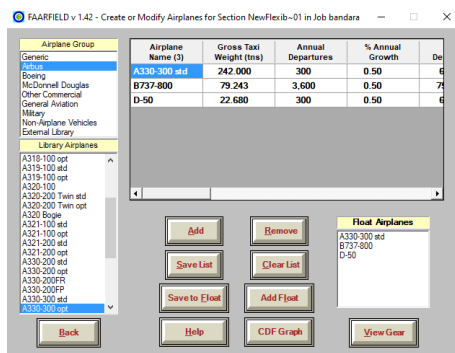 FAARFIELD v 1.42 - Create or Modify Airplanes for Section NewFlexib~01 in Job bandara
Airplane Group
Generic
Airbus
Boeing
McDonnell Douglas
Other Commercial
General Aviation
Military
Non-Airplane Vehicles
External Library
Library Airplanes
A318-100 opt
A319-100 std
A319-100 opt
A320-100
A320-200 Twin std
A320-200 Twin opt
A320 Bogie
A321-100 std
A321-100 opt
A321-200 std
A321-200 opt
A330-200 std
A330-200 opt
A330-200FR
A330-200FP
A330-300 std
A330-300 opt
Airplane Name (3) Gross Taxi Weight (tns) Annual Departures % Annual Growth De
A330-300 std 242.000 300 0.50 6
B737-800 79.243 3,600 0.50 75
D-50 22.680 300 0.50 6
Add Remove
Save List Clear List
Save to Float Add Float
Back Help CDF Graph View Gear
Float Airplanes
A330-300 std
B737-800
D-50